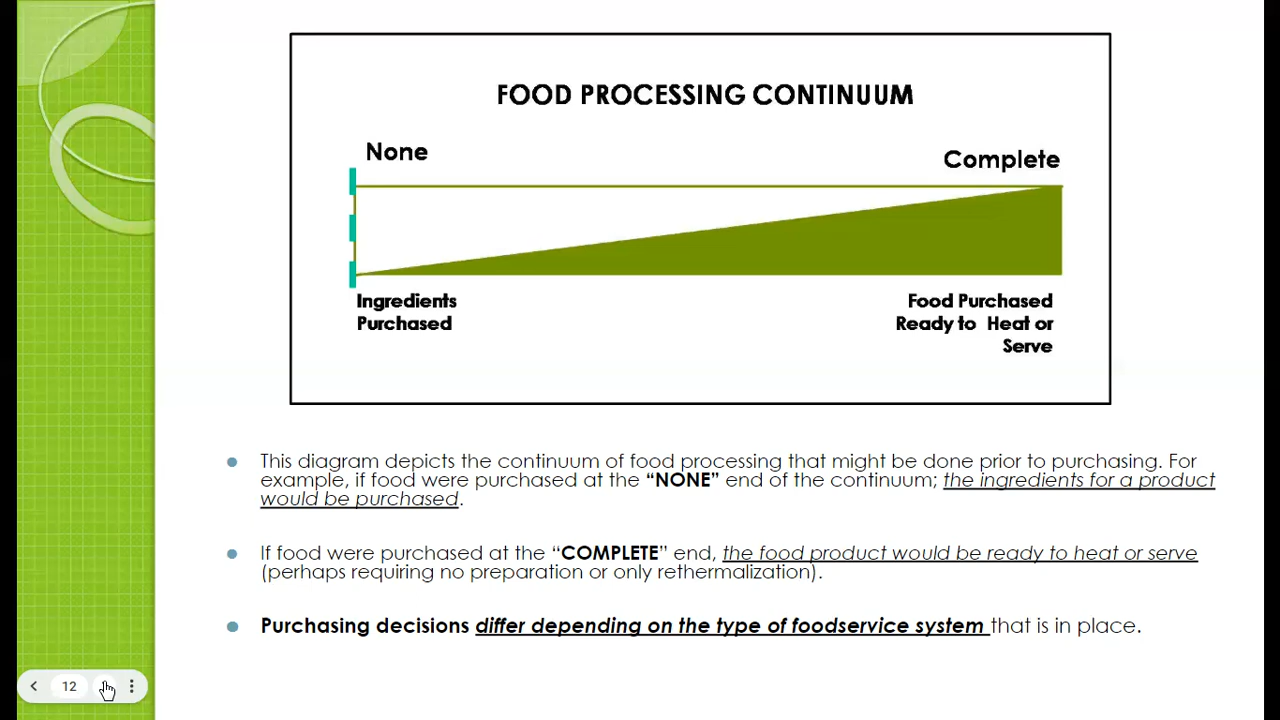 FOOD PROCESSING CONTINUUM
None
Complete
Ingredients
Purchased
Food Purchased
Ready to Heat or
Serve
This diagram depicts the continuum of food processing that might be done prior to purchasing. For
example, if food were purchased at the “NONE” end of the continuum; the ingredients for a product
would be purchased.
If food were purchased at the “COMPLETE” end, the food product would be ready to heat or serve
(perhaps requiring no preparation or only rethermalization).
Purchasing decisions differ depending on the type of foodservice system that is in place.
12